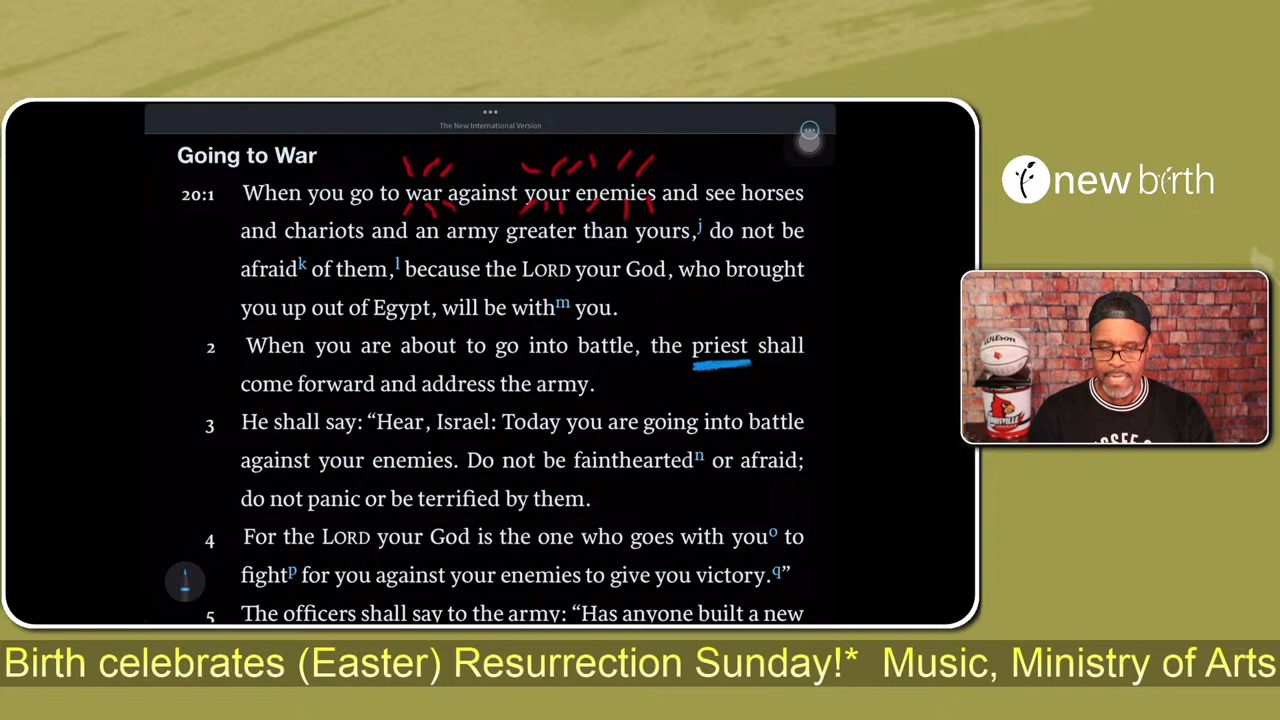 The New International Version
Going to War
20:1 When you go to war against your enemies and see horses
and chariots and an army greater than yours,j do not be
afraidk of them,l because the LORD your God, who brought
you up out of Egypt, will be withm you.
2 When you are about to go into battle, the priest shall
come forward and address the army.
3 He shall say: “Hear, Israel: Today you are going into battle
against your enemies. Do not be faintheartedn or afraid;
do not panic or be terrified by them.
4 For the LORD your God is the one who goes with youo to
fightp for you against your enemies to give you victory.q”
5 The officers shall say to the army: “Has anyone built a new
new birth
Wilson
Birth celebrates (Easter) Resurrection Sunday!* Music, Ministry of Arts